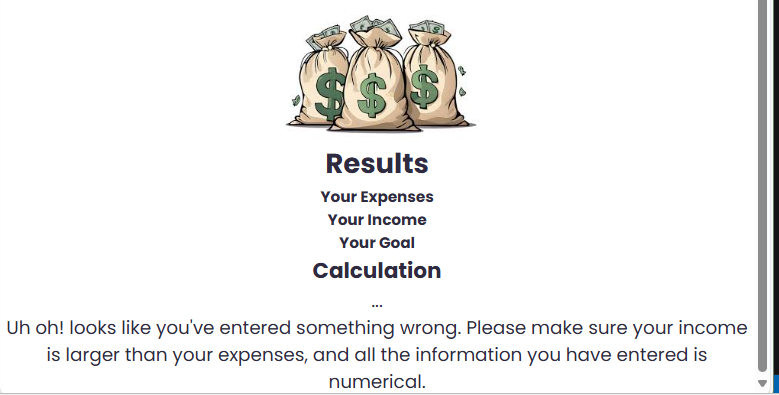 $ $ $
Results
Your Expenses
Your Income
Your Goal
Calculation
...
Uh oh! looks like you've entered something wrong. Please make sure your income
is larger than your expenses, and all the information you have entered is
numerical.